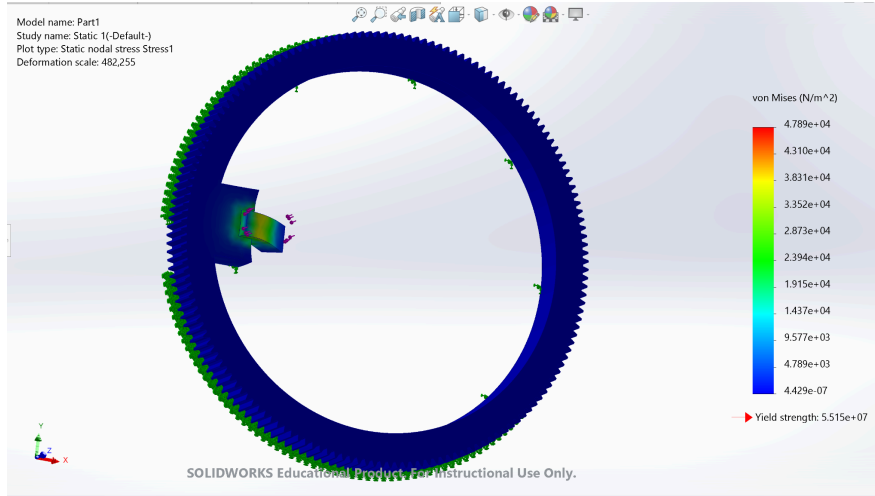 Model name: Part1
Study name: Static 1(-Default-)
Plot type: Static nodal stress Stress1
Deformation scale: 482,255
von Mises (N/m^2)
4.789e+04
4.310e+04
3.831e+04
3.352e+04
2.873e+04
2.394e+04
1.915e+04
1.437e+04
9.577e+03
4.789e+03
4.429e-07
Yield strength: 5.515e+07
Y
Z
X
SOLIDWORKS Educational Product. For Instructional Use Only.